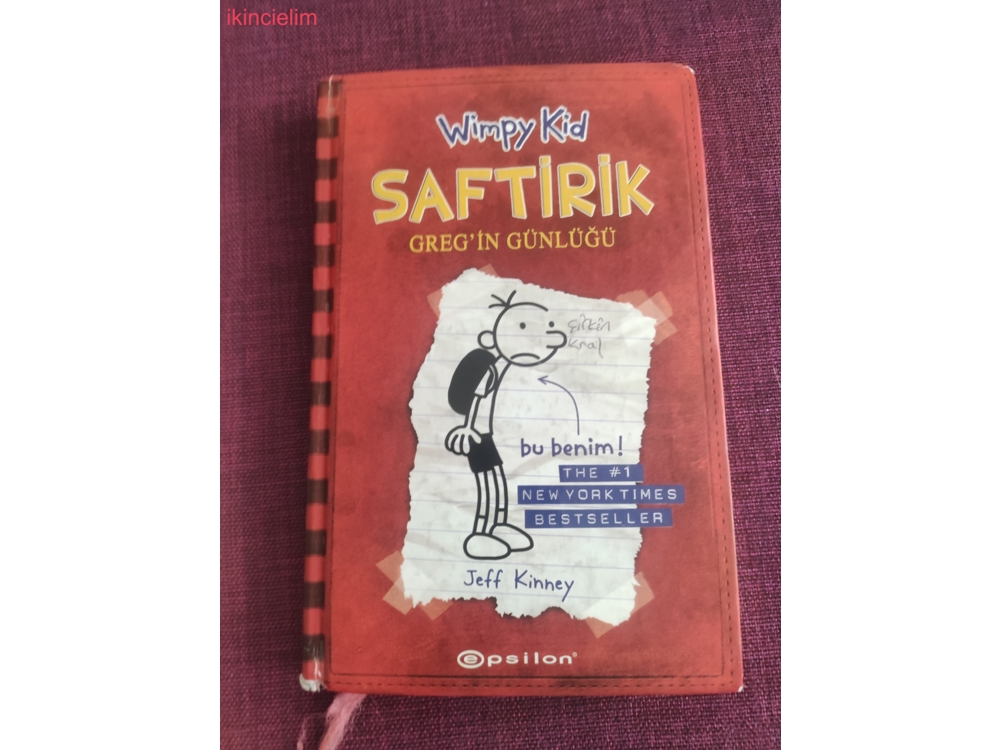 ikincielim
Wimpy Kid
SAFTİRİK
GREG'İN GÜNLÜĞÜ
çirkin
kral
bu benim!
THE #1
NEW YORK TIMES
BESTSELLER
Jeff Kinney
epsilon